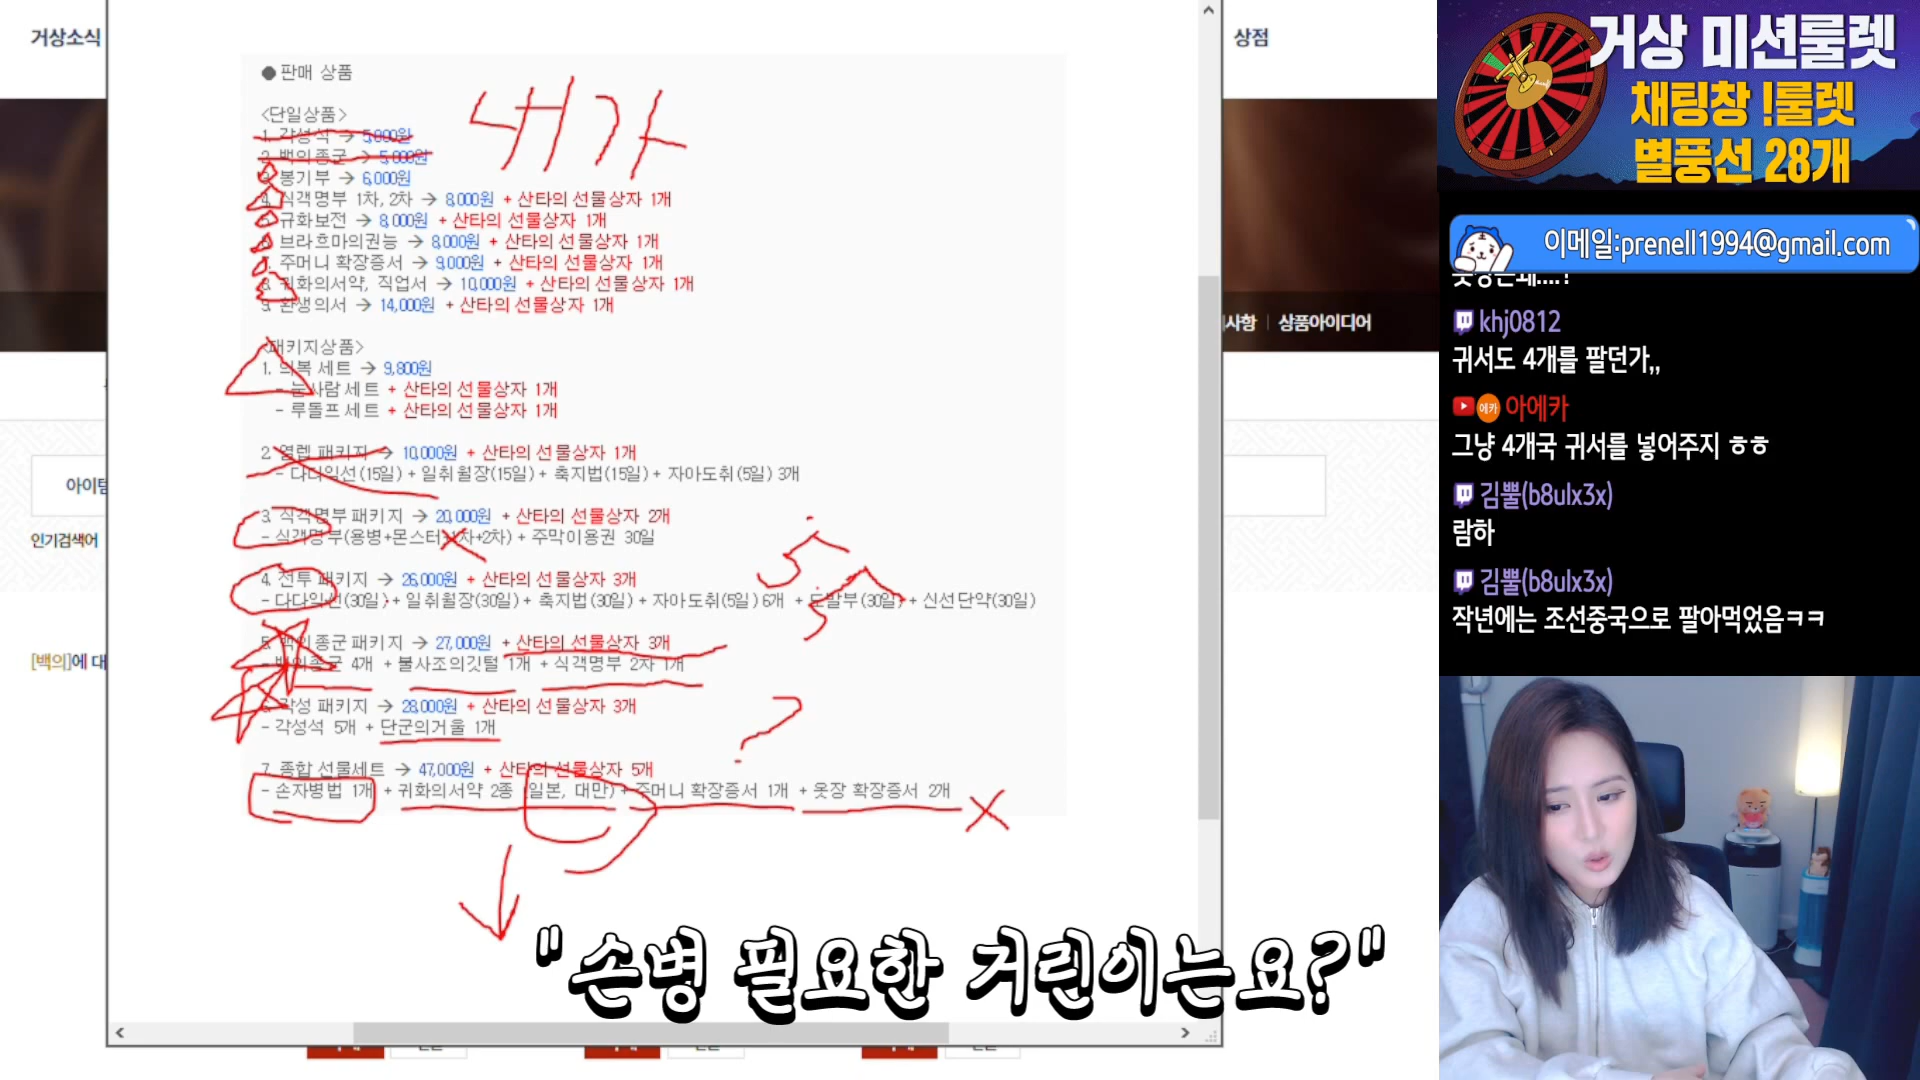 거상소식
상점
● 판매 상품
<단일상품>
1. 각성석 → 5,000원
2. 백의종군 → 5,000원
3. 봉기부 → 6,000원
4. 식객명부 1차, 2차 → 8,000원 + 산타의 선물상자 1개
5. 규화보전 → 8,000원 + 산타의 선물상자 1개
6. 브라흐마의권능 → 8,000원 + 산타의 선물상자 1개
7. 주머니 확장증서 → 9,000원 + 산타의 선물상자 1개
8. 귀화의서약, 직업서 → 10,000원 + 산타의 선물상자 1개
9. 환생의서 → 14,000원 + 산타의 선물상자 1개
네가
<패키지상품>
1. 의복 세트 → 9,800원
- 눈사람세트 + 산타의 선물상자 1개
- 루돌프세트 + 산타의 선물상자 1개
2. 열렙 패키지 → 10,000원 + 산타의 선물상자 1개
- 다다익선(15일) + 일취월장(15일) + 축지법(15일) + 자아도취(5일) 3개
3. 식객명부 패키지 → 20,000원 + 산타의 선물상자 2개
- 식객명부(용병+몬스터+1차+2차) + 주막이용권 30일
4. 전투 패키지 → 26,000원 + 산타의 선물상자 3개
- 다다익선(30일) + 일취월장(30일) + 축지법(30일) + 자아도취(5일) 6개 + 도발부(30일) + 신선단약(30일)
5. 백의종군 패키지 → 27,000원 + 산타의 선물상자 3개
- 백의종군 4개 + 불사조의깃털 1개 + 식객명부 2차 1개
6. 각성 패키지 → 28,000원 + 산타의 선물상자 3개
- 각성석 5개 + 단군의거울 1개
?
7. 종합 선물세트 → 47,000원 + 산타의 선물상자 5개
- 손자병법 1개 + 귀화의서약 2종 (일본, 대만) + 주머니 확장증서 1개 + 옷장 확장증서 2개
사항 | 상품아이디어
아이템
인기검색어
[백의]에 대
"손병 필요한 거린이는요?"
거상 미션룰렛
채팅창 !룰렛
별풍선 28개
이메일:prenell1994@gmail.com
khj0812
귀서도 4개를 팔던가,,
에카 아에카
그냥 4개국 귀서를 넣어주지 ㅎㅎ
김뿔(b8ulx3x)
람하
김뿔(b8ulx3x)
작년에는 조선중국으로 팔아먹었음ㅋㅋ